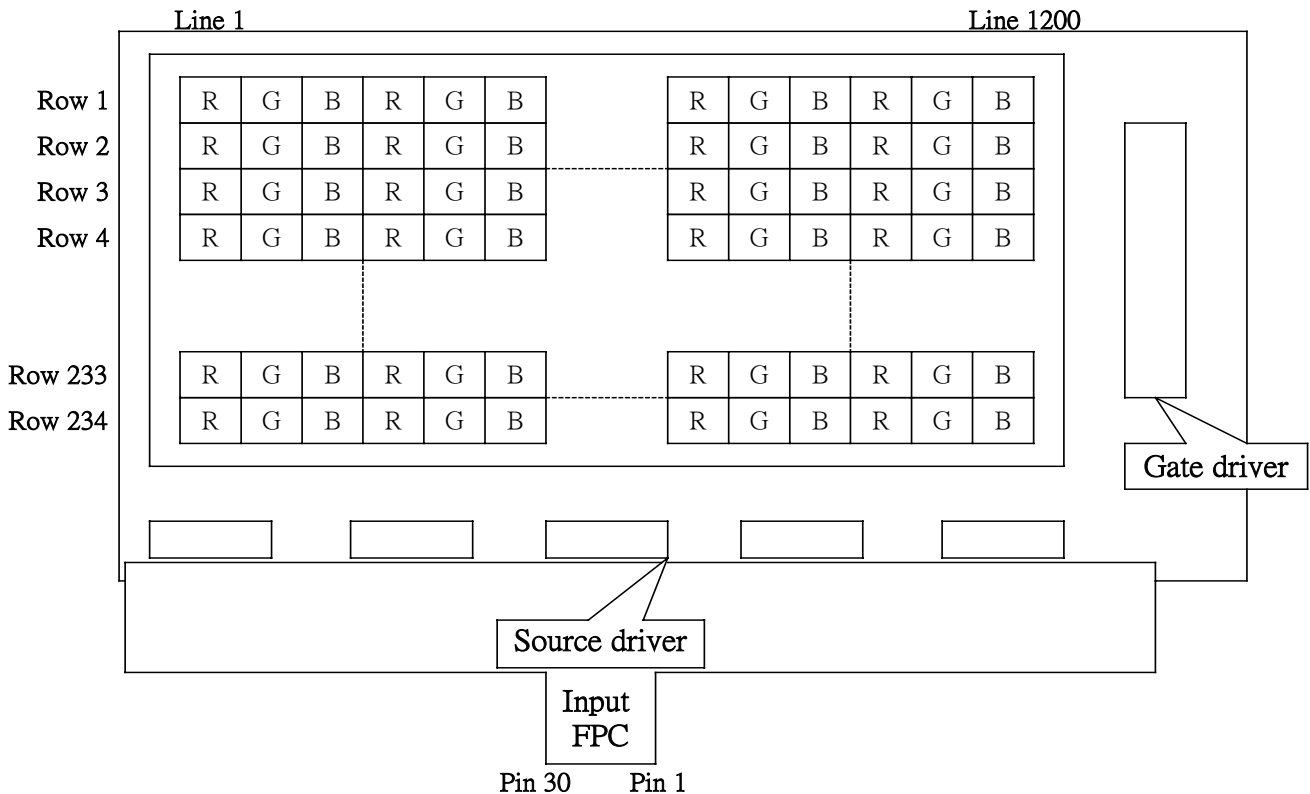 Line 1 Line 1200
Row 1 R G B R G B R G B R G B
Row 2 R G B R G B R G B R G B
Row 3 R G B R G B R G B R G B
Row 4 R G B R G B R G B R G B
Row 233 R G B R G B R G B R G B
Row 234 R G B R G B R G B R G B
Gate driver
Source driver
Input
FPC
Pin 30 Pin 1